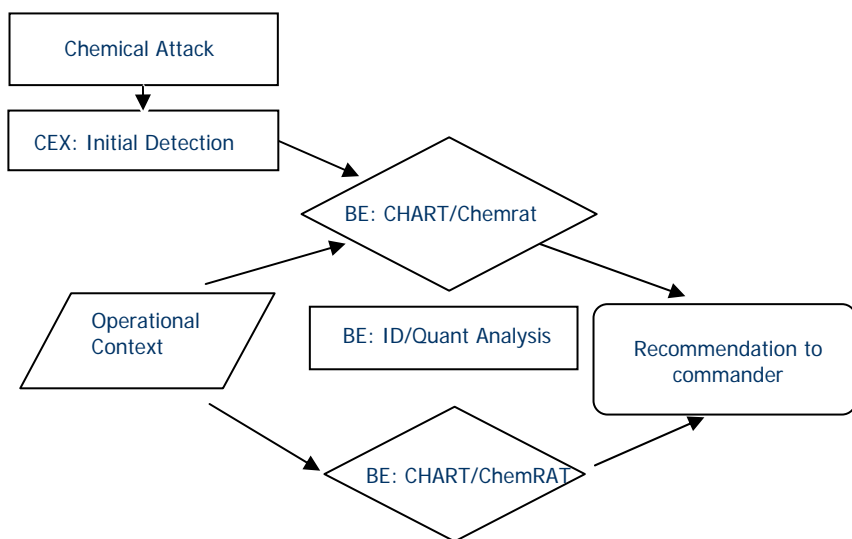 Chemical Attack
CEX: Initial Detection
BE: CHART/Chemrat
Operational
Context
BE: ID/Quant Analysis
Recommendation to
commander
BE: CHART/ChemRAT